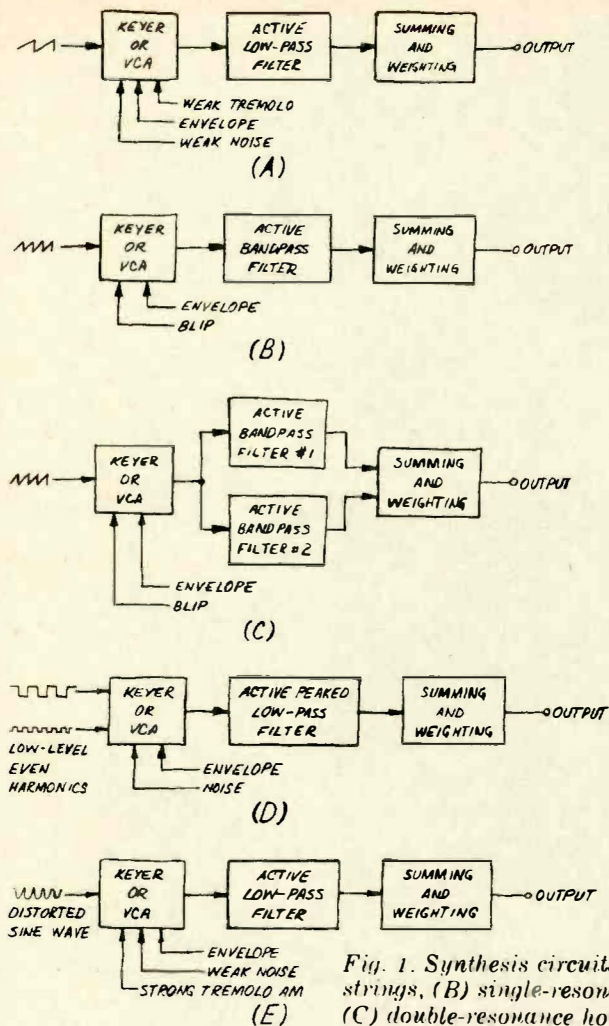 KEYER
OR
VCA
ACTIVE
LOW-PASS
FILTER
SUMMING
AND
WEIGHTING
OUTPUT
WEAK TREMOLO
ENVELOPE
WEAK NOISE
(A)
KEYER
OR
VCA
ACTIVE
BANDPASS
FILTER
SUMMING
AND
WEIGHTING
OUTPUT
ENVELOPE
BLIP
(B)
KEYER
OR
VCA
ACTIVE
BANDPASS
FILTER #1
ACTIVE
BANDPASS
FILTER #2
SUMMING
AND
WEIGHTING
OUTPUT
ENVELOPE
BLIP
(C)
LOW-LEVEL
EVEN
HARMONICS
KEYER
OR
VCA
ACTIVE PEAKED
LOW-PASS
FILTER
SUMMING
AND
WEIGHTING
OUTPUT
ENVELOPE
NOISE
(D)
DISTORTED
SINE WAVE
KEYER
OR
VCA
ACTIVE
LOW-PASS
FILTER
SUMMING
AND
WEIGHTING
OUTPUT
ENVELOPE
WEAK NOISE
STRONG TREMOLO AM
(E)
Fig. 1. Synthesis circuit
strings, (B) single-reson
(C) double-resonance ho